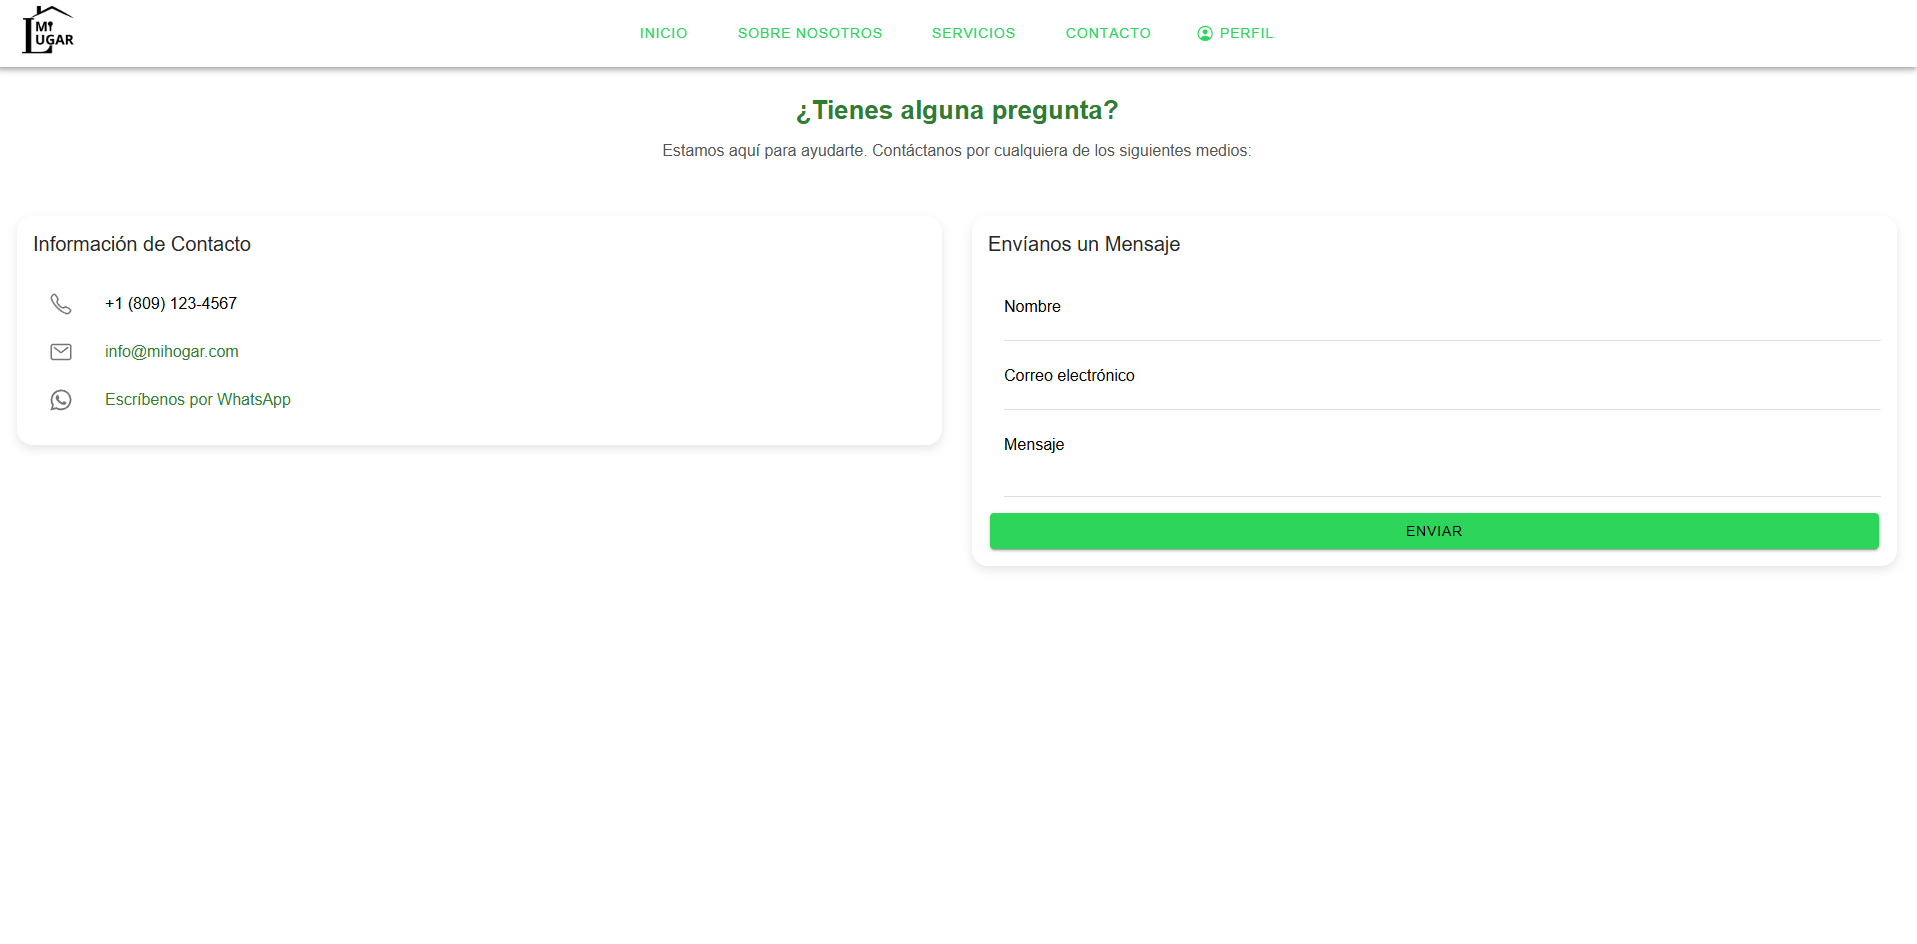 Mi
LUGAR
INICIO
SOBRE NOSOTROS
SERVICIOS
CONTACTO
PERFIL
¿Tienes alguna pregunta?
Estamos aquí para ayudarte. Contáctanos por cualquiera de los siguientes medios:
Información de Contacto
+1 (809) 123-4567
info@mihogar.com
Escríbenos por WhatsApp
Envíanos un Mensaje
Nombre
Correo electrónico
Mensaje
ENVIAR